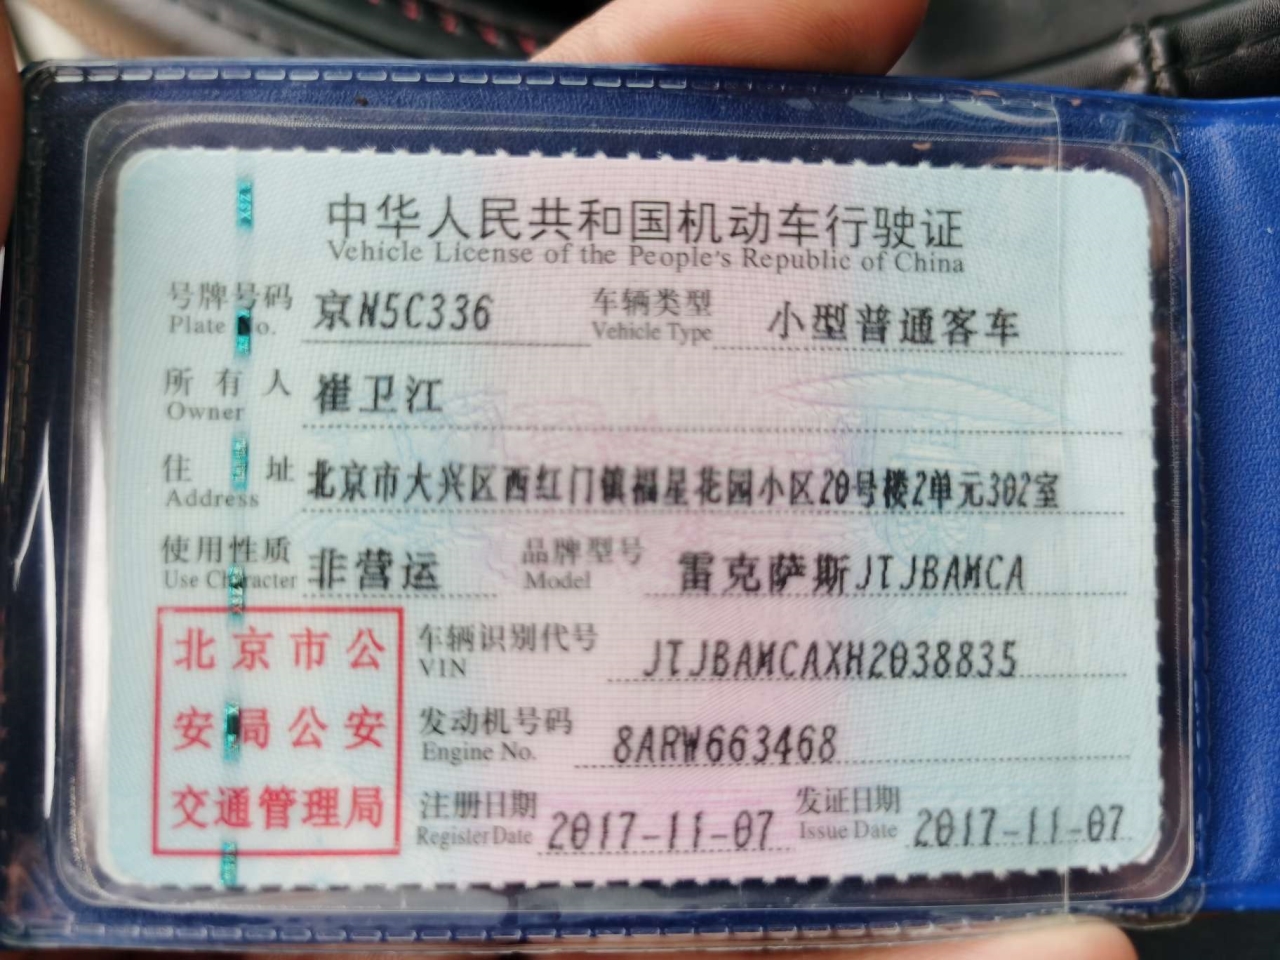 中华人民共和国机动车行驶证
Vehicle License of the People's Republic of China
号牌号码 京N5C336 车辆类型 小型普通客车
Plate No. Vehicle Type
所有人 崔卫江
Owner
住址 北京市大兴区西红门镇福星花园小区20号楼2单元302室
Address
使用性质 非营运 品牌型号 雷克萨斯JTJBAMCA
Use Character Model
北京市公
安局公安
交通管理局
车辆识别代号 JTJBAMCAXH2038835
VIN
发动机号码 8ARW663468
Engine No.
注册日期 2017-11-07 发证日期 2017-11-07
Register Date Issue Date